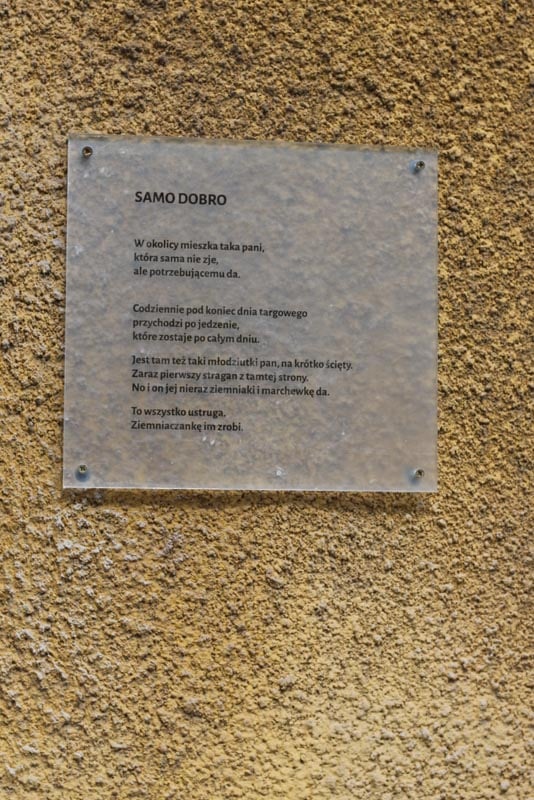 SAMO DOBRO
W okolicy mieszka taka pani,
która sama nie zje,
ale potrzebującemu da.
Codziennie pod koniec dnia targowego
przychodzi po jedzenie,
które zostaje po całym dniu.
Jest tam też taki młodziutki pan, na krótko ścięty.
Zaraz pierwszy stragan z tamtej strony.
No i on jej nieraz ziemniaki i marchewkę da.
To wszystko ustruga.
Ziemniaczankę im zrobi.